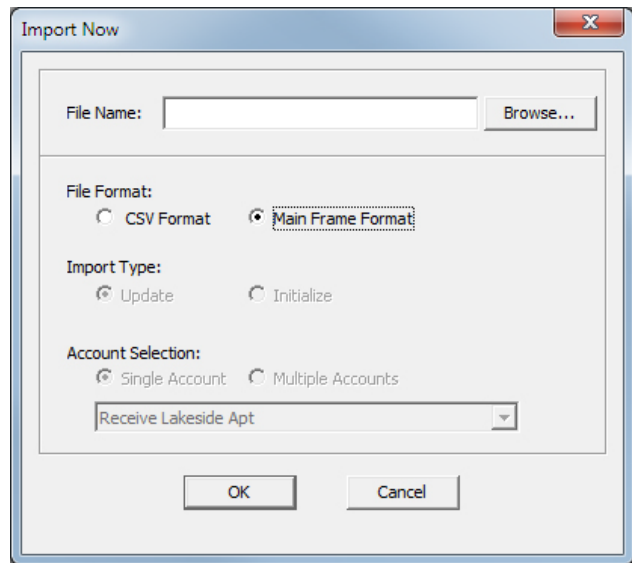 Import Now
File Name:
Browse...
File Format:
CSV Format Main Frame Format
Import Type:
Update Initialize
Account Selection:
Single Account Multiple Accounts
Receive Lakeside Apt
OK Cancel